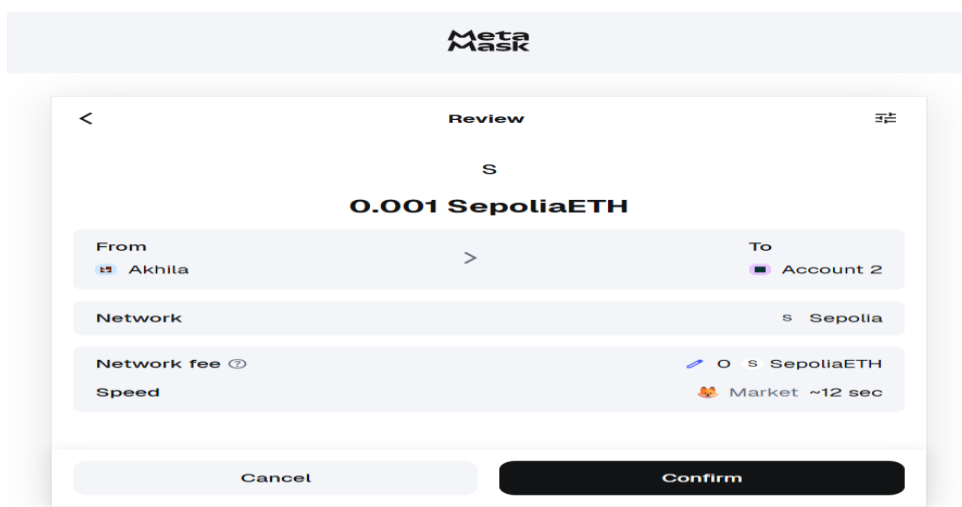 Meta
Mask
Review
S
0.001 SepoliaETH
From
To
Akhila
Account 2
Network
S Sepolia
Network fee
0 S SepoliaETH
Speed
Market ~12 sec
Cancel
Confirm